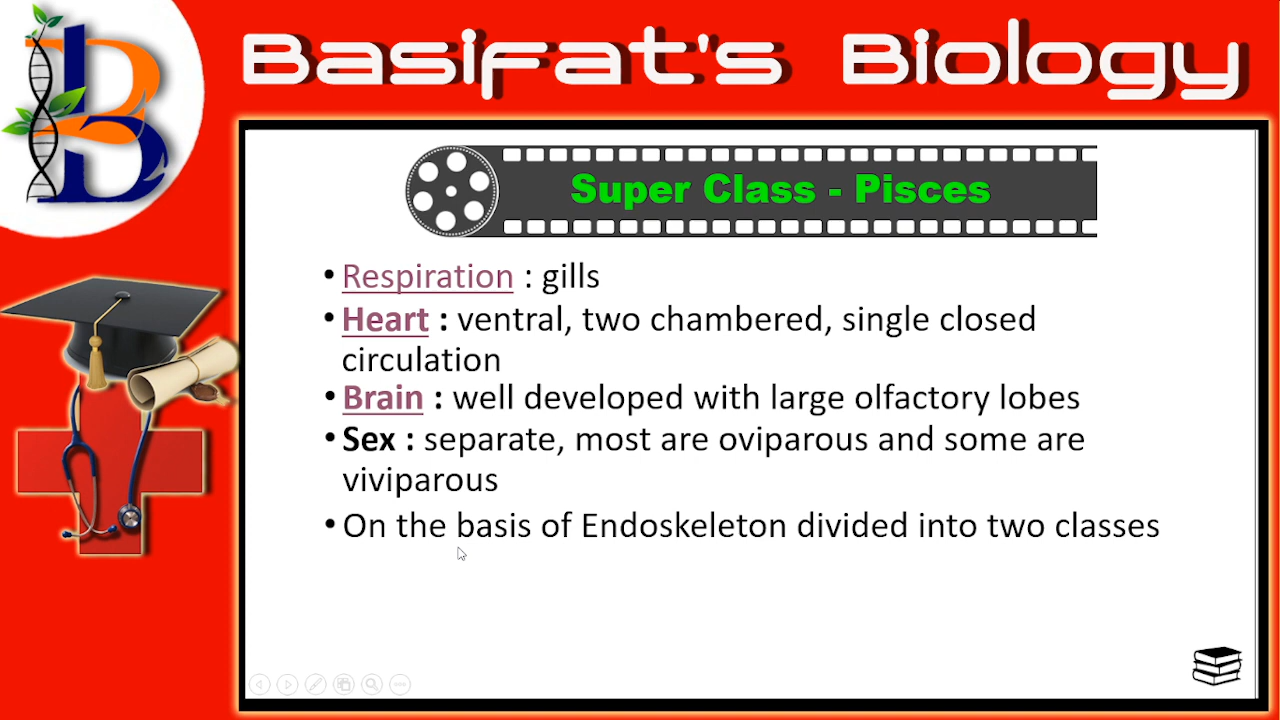 Basifat's Biology
B
Super Class - Pisces
• Respiration : gills
• Heart : ventral, two chambered, single closed
circulation
• Brain : well developed with large olfactory lobes
• Sex : separate, most are oviparous and some are
viviparous
• On the basis of Endoskeleton divided into two classes